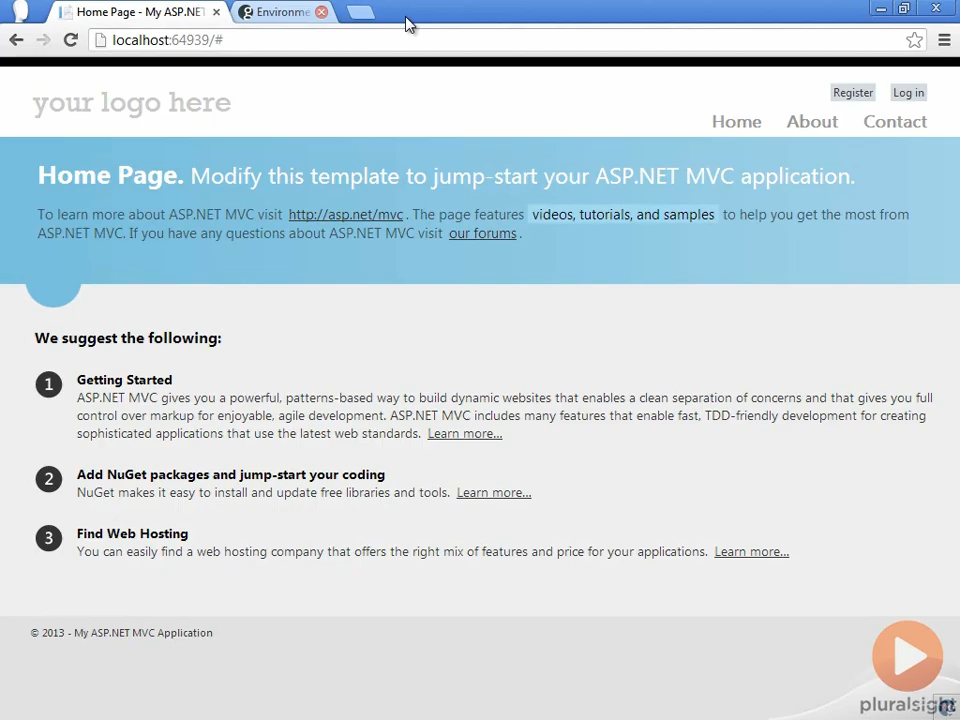 Home Page - My ASP.NET
Environme
localhost:64939/#
your logo here
Register
Log in
Home
About
Contact
Home Page. Modify this template to jump-start your ASP.NET MVC application.
To learn more about ASP.NET MVC visit http://asp.net/mvc . The page features videos, tutorials, and samples to help you get the most from
ASP.NET MVC. If you have any questions about ASP.NET MVC visit our forums .
We suggest the following:
1
Getting Started
ASP.NET MVC gives you a powerful, patterns-based way to build dynamic websites that enables a clean separation of concerns and that gives you full
control over markup for enjoyable, agile development. ASP.NET MVC includes many features that enable fast, TDD-friendly development for creating
sophisticated applications that use the latest web standards. Learn more...
2
Add NuGet packages and jump-start your coding
NuGet makes it easy to install and update free libraries and tools. Learn more...
3
Find Web Hosting
You can easily find a web hosting company that offers the right mix of features and price for your applications. Learn more...
© 2013 - My ASP.NET MVC Application
pluralsight